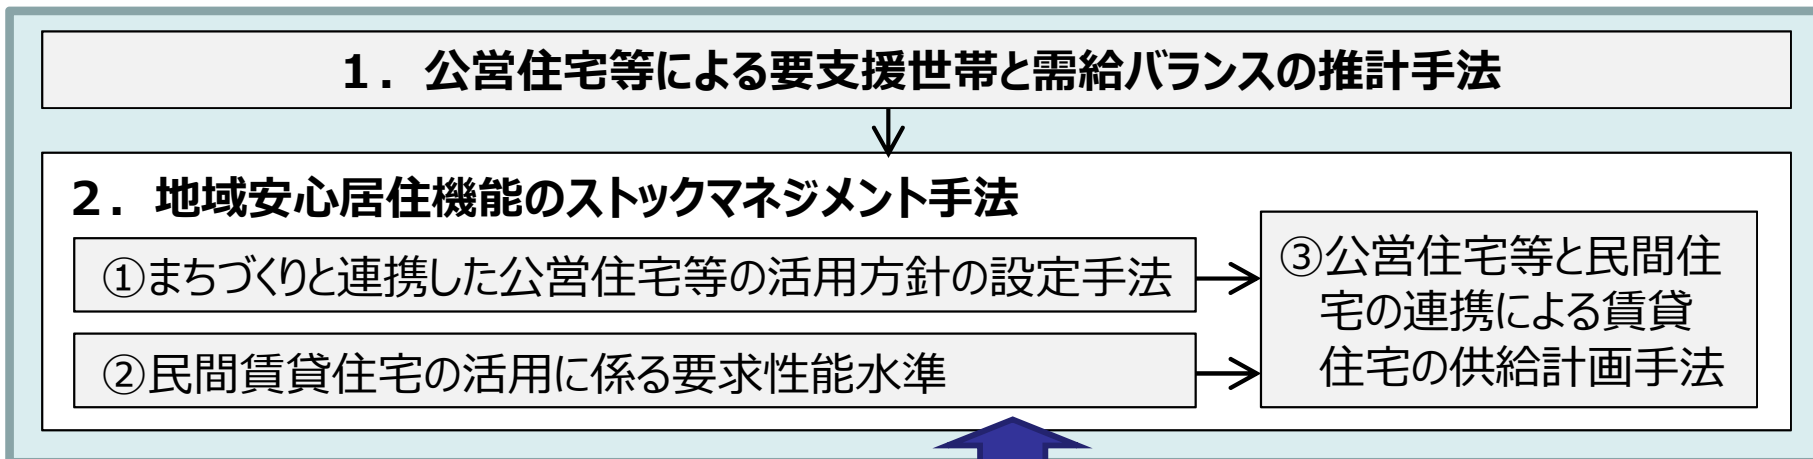 1．公営住宅等による要支援世帯と需給バランスの推計手法
2．地域安心居住機能のストックマネジメント手法
①まちづくりと連携した公営住宅等の活用方針の設定手法
②民間賃貸住宅の活用に係る要求性能水準
③公営住宅等と民間住
宅の連携による賃貸
住宅の供給計画手法